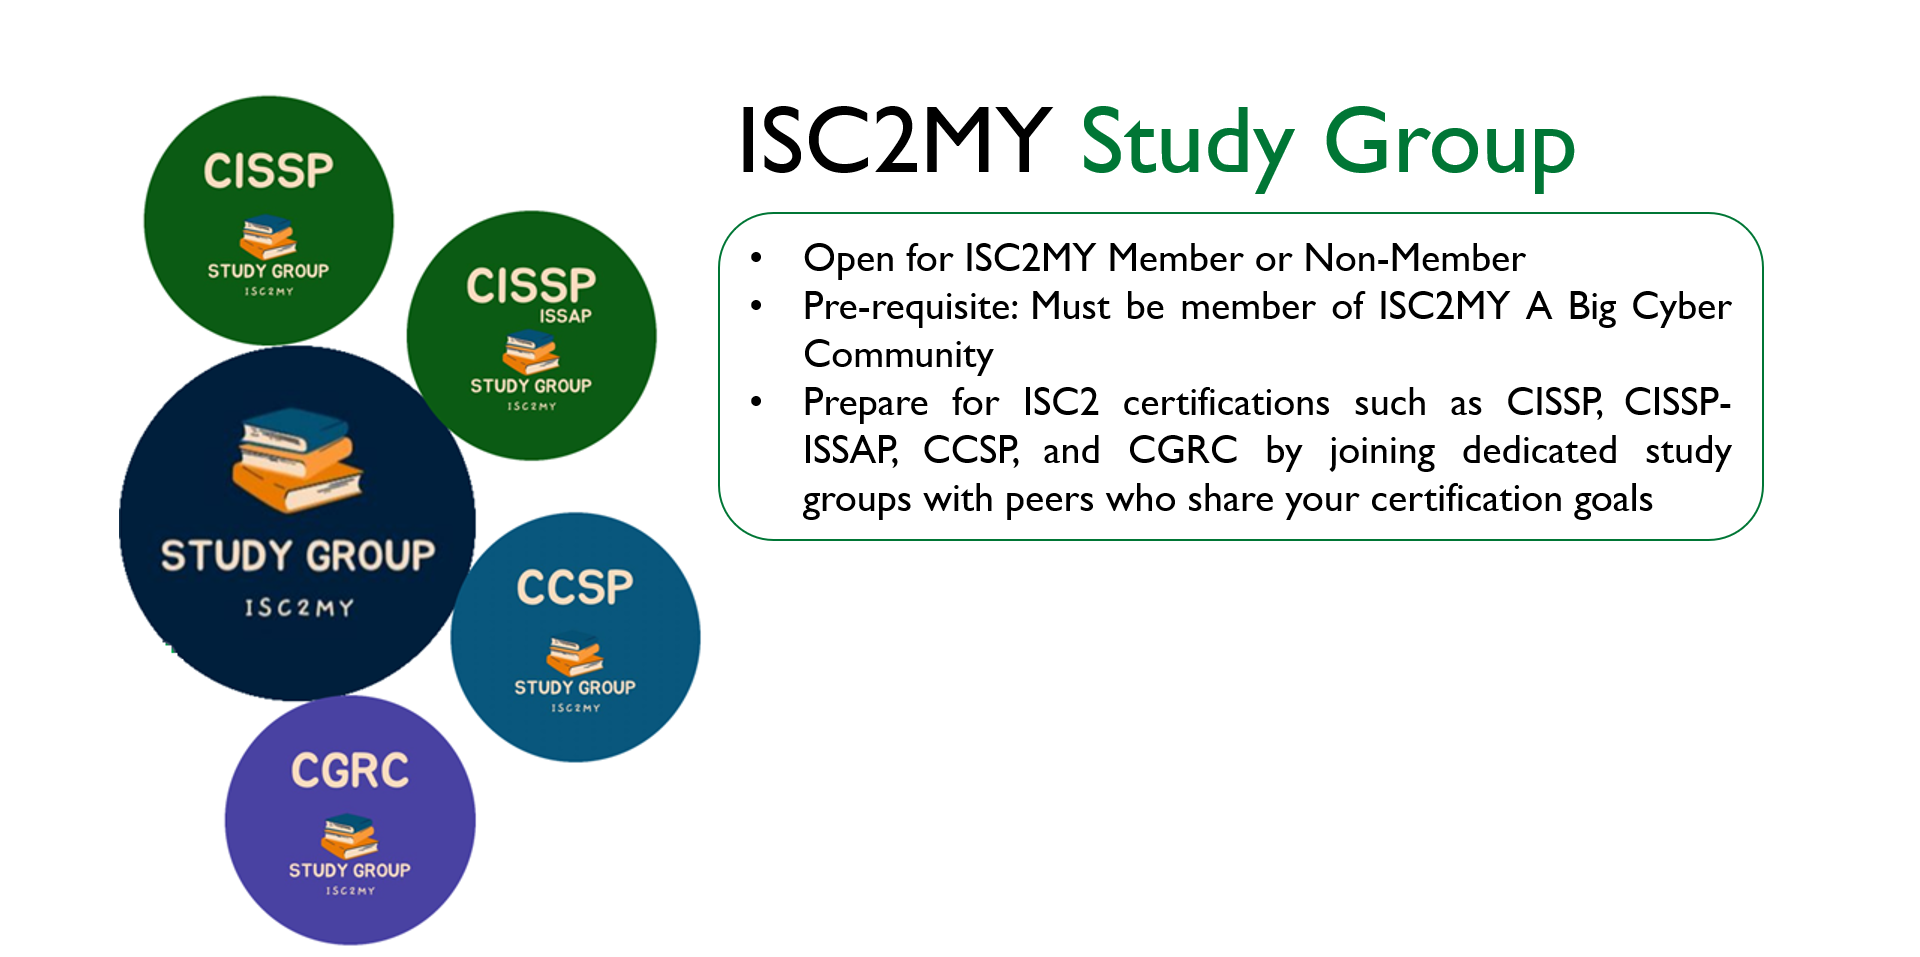 ISC2MY Study Group
• Open for ISC2MY Member or Non-Member
• Pre-requisite: Must be member of ISC2MY A Big Cyber
Community
• Prepare for ISC2 certifications such as CISSP, CISSP-
ISSAP, CCSP, and CGRC by joining dedicated study
groups with peers who share your certification goals
CISSP
STUDY GROUP
ISC2MY
CISSP
ISSAP
STUDY GROUP
ISC2MY
STUDY GROUP
ISC2MY
CCSP
STUDY GROUP
ISC2MY
CGRC
STUDY GROUP
ISC2MY